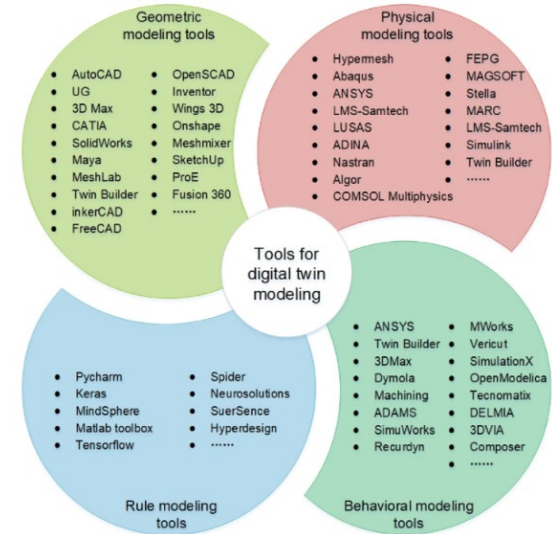 Geometric
modeling tools
● AutoCAD
● UG
● 3D Max
● CATIA
● SolidWorks
● Maya
● MeshLab
● Twin Builder
● inkerCAD
● FreeCAD
● OpenSCAD
● Inventor
● Wings 3D
● Onshape
● Meshmixer
● SketchUp
● ProE
● Fusion 360
● ······
Physical
modeling tools
● Hypermesh
● Abaqus
● ANSYS
● LMS-Samtech
● LUSAS
● ADINA
● Nastran
● Algor
● COMSOL Multiphysics
● FEPG
● MAGSOFT
● Stella
● MARC
● LMS-Samtech
● Simulink
● Twin Builder
● ······
Tools for
digital twin
modeling
● Pycharm
● Keras
● MindSphere
● Matlab toolbox
● Tensorflow
● Spider
● Neurosolutions
● SuerSence
● Hyperdesign
● ······
Rule modeling
tools
● ANSYS
● Twin Builder
● 3DMax
● Dymola
● Machining
● ADAMS
● SimuWorks
● Recurdyn
● MWorks
● Vericut
● SimulationX
● OpenModelica
● Tecnomatix
● DELMIA
● 3DVIA
● Composer
● ······
Behavioral modeling
tools